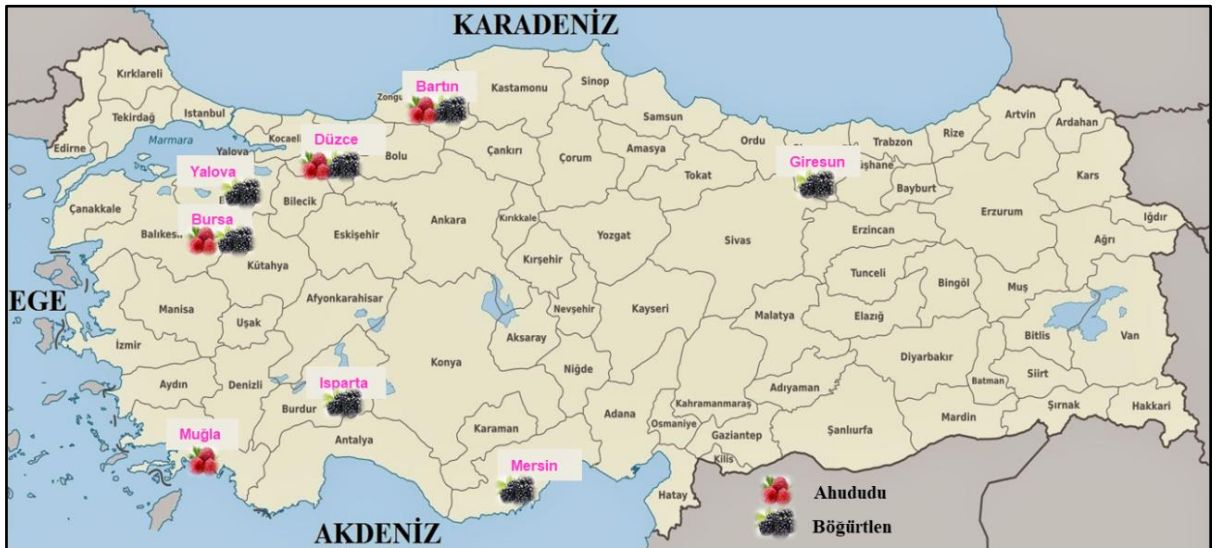 KARADENİZ
Kırklareli
Tekirdağ
Istanbul
Edirne
Marmara
Yalova
Kocaeli
Düzce
Bartın
Zongu
Kastamonu
Sinop
Samsun
Bolu
Çankırı
Çorum
Amasya
Tokat
Ordu
Giresun
Trabzon
Rize
Artvin
Ardahan
Kars
Bayburt
Erzurum
Iğdır
Ağrı
Yalova
Bursa
Çanakkale
Balıkesi
Bilecik
Eskişehir
Kütahya
Ankara
Kırıkkale
Kırşehir
Yozgat
Sivas
Erzincan
Tunceli
Bingöl
Muş
EGE
Manisa
Uşak
Afyonkarahisar
İzmir
Aydın
Denizli
Isparta
Burdur
Konya
Aksaray
Nevşehir
Kayseri
Niğde
Malatya
Elazığ
Diyarbakır
Bitlis
Van
Siirt
Batman
Adıyaman
Kahramanmaraş
Adana
Osmaniye
Gaziantep
Kilis
Şanlıurfa
Mardin
Şırnak
Hakkari
Muğla
Antalya
Karaman
Mersin
Hatay
AKDENİZ
Ahududu
Böğürtlen